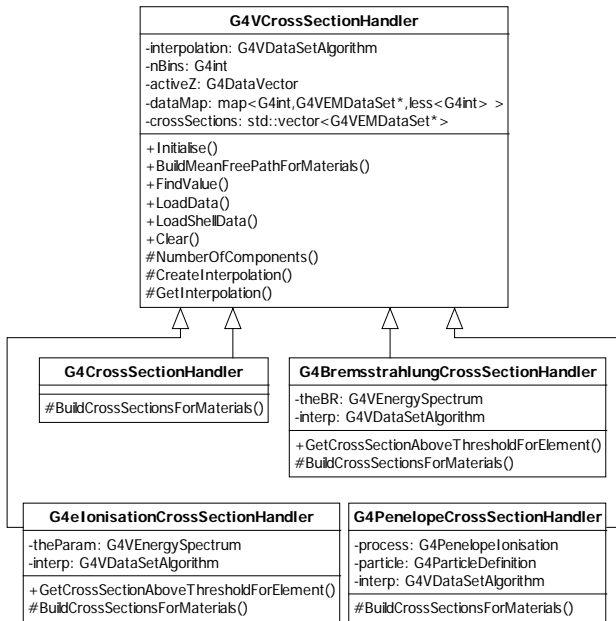 G4VCrossSectionHandler
-interpolation: G4VDataSetAlgorithm
-nBins: G4int
-activeZ: G4DataVector
-dataMap: map<G4int,G4VEMDataSet*,less<G4int> >
-crossSections: std::vector<G4VEMDataSet*>
+Initialise()
+BuildMeanFreePathForMaterials()
+FindValue()
+LoadData()
+LoadShellData()
+Clear()
#NumberOfComponents()
#CreateInterpolation()
#GetInterpolation()
G4CrossSectionHandler
#BuildCrossSectionsForMaterials()
G4BremsstrahlungCrossSectionHandler
-theBR: G4VEnergySpectrum
-interp: G4VDataSetAlgorithm
+GetCrossSectionAboveThresholdForElement()
#BuildCrossSectionsForMaterials()
G4eIonisationCrossSectionHandler
-theParam: G4VEnergySpectrum
-interp: G4VDataSetAlgorithm
+GetCrossSectionAboveThresholdForElement()
#BuildCrossSectionsForMaterials()
G4PenelopeCrossSectionHandler
-process: G4PenelopeIonisation
-particle: G4ParticleDefinition
-interp: G4VDataSetAlgorithm
#BuildCrossSectionsForMaterials()